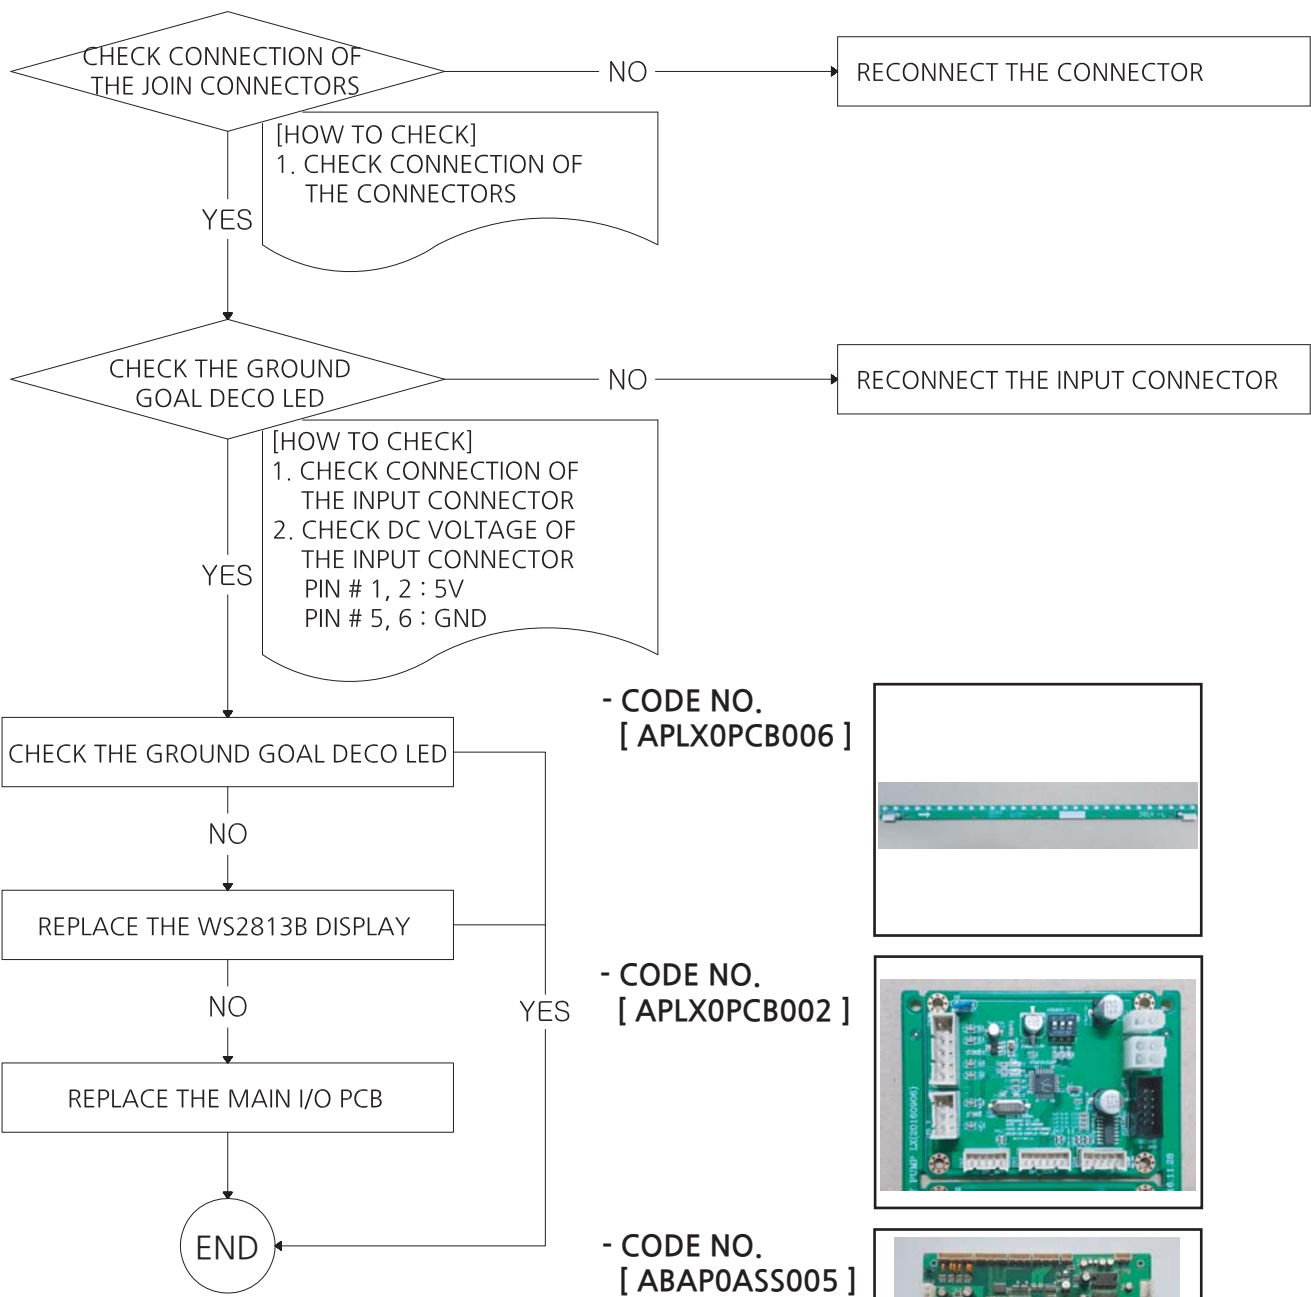 CHECK CONNECTION OF
THE JOIN CONNECTORS
NO
RECONNECT THE CONNECTOR
[HOW TO CHECK]
1. CHECK CONNECTION OF
THE CONNECTORS
YES
CHECK THE GROUND
GOAL DECO LED
NO
RECONNECT THE INPUT CONNECTOR
[HOW TO CHECK]
1. CHECK CONNECTION OF
THE INPUT CONNECTOR
2. CHECK DC VOLTAGE OF
THE INPUT CONNECTOR
PIN # 1, 2 : 5V
PIN # 5, 6 : GND
YES
- CODE NO.
[ APLX0PCB006 ]
CHECK THE GROUND GOAL DECO LED
NO
REPLACE THE WS2813B DISPLAY
- CODE NO.
[ APLX0PCB002 ]
NO
YES
PUMP LX(20160906)
REPLACE THE MAIN I/O PCB
END
- CODE NO.
[ ABAP0ASS005 ]